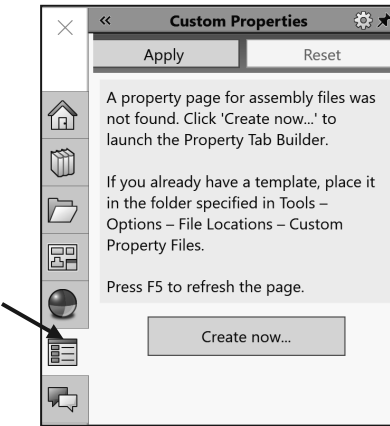 « Custom Properties
Apply Reset
A property page for assembly files was
not found. Click 'Create now...' to
launch the Property Tab Builder.
If you already have a template, place it
in the folder specified in Tools –
Options – File Locations – Custom
Property Files.
Press F5 to refresh the page.
Create now...